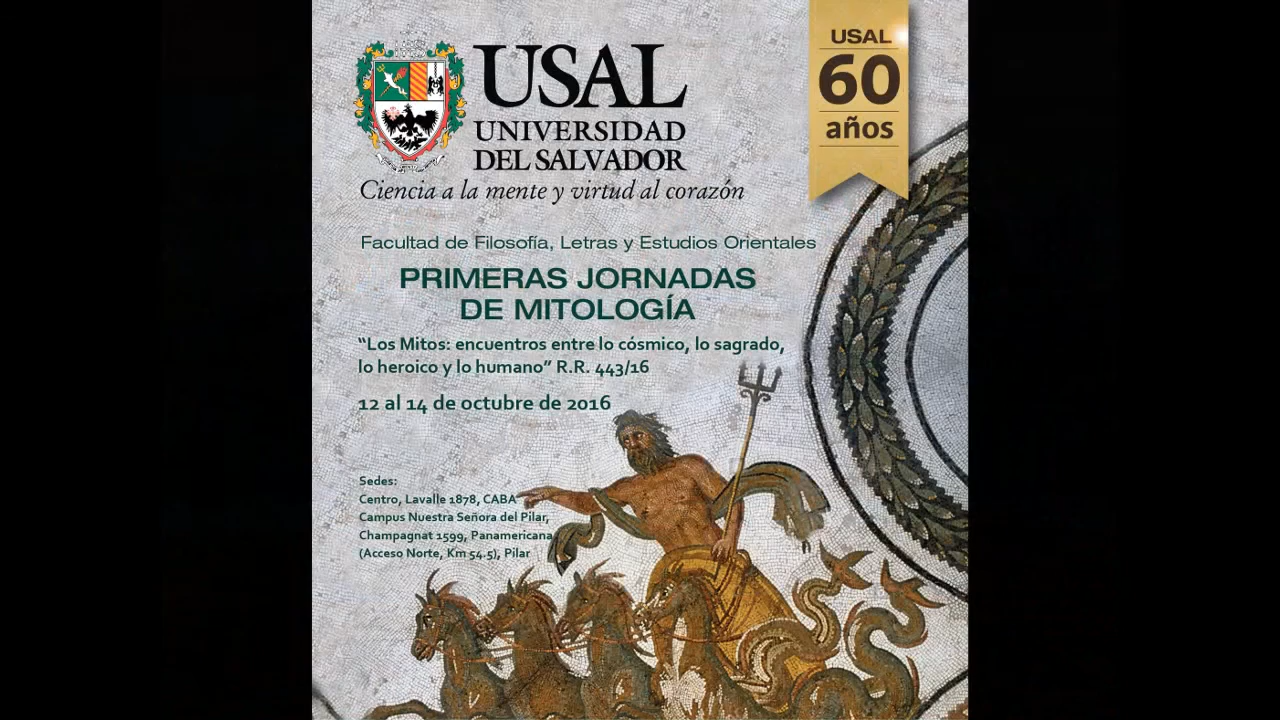 USAL
UNIVERSIDAD
DEL SALVADOR
Ciencia a la mente y virtud al corazón
USAL
60
años
Facultad de Filosofía, Letras y Estudios Orientales
PRIMERAS JORNADAS
DE MITOLOGÍA
“Los Mitos: encuentros entre lo cósmico, lo sagrado,
lo heroico y lo humano” R.R. 443/16
12 al 14 de octubre de 2016
Sedes:
Centro, Lavalle 1878, CABA
Campus Nuestra Señora del Pilar,
Champagnat 1599, Panamericana
(Acceso Norte, Km 54.5), Pilar